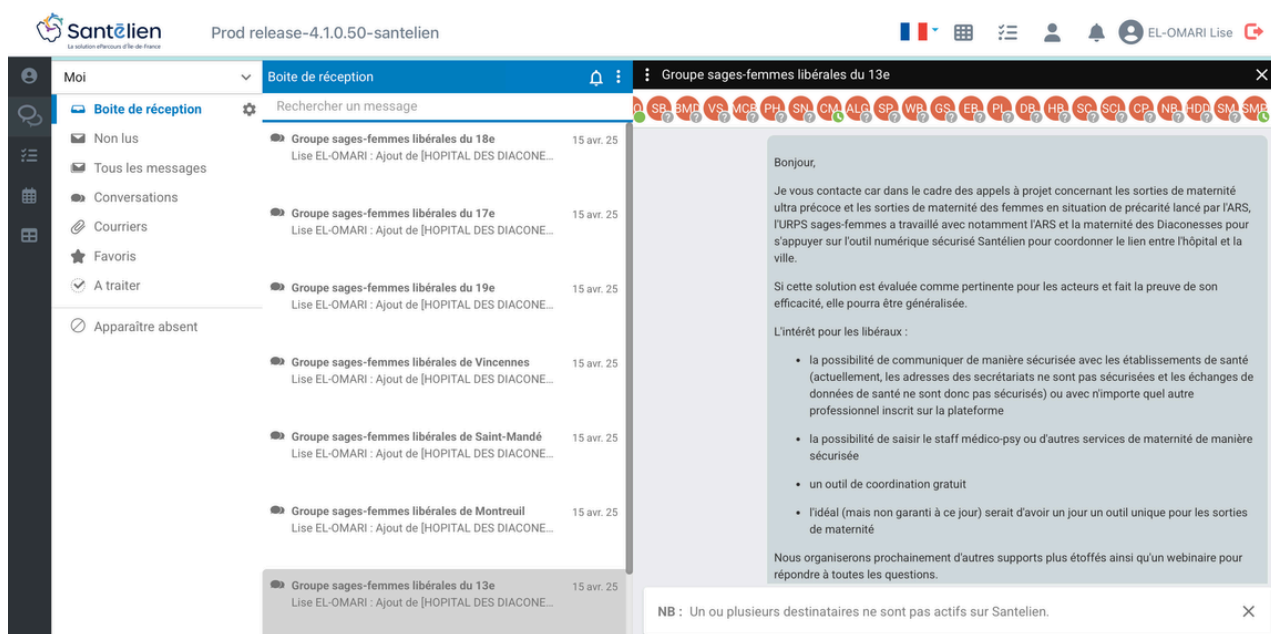 Santélien
La solution eParcours d'Île-de-France
Prod release-4.1.0.50-santelien
EL-OMARI Lise
Moi
Boite de réception
Non lus
Tous les messages
Conversations
Courriers
Favoris
A traiter
Apparaître absent
Boite de réception
Rechercher un message
Groupe sages-femmes libérales du 18e 15 avr. 25
Lise EL-OMARI : Ajout de [HOPITAL DES DIACONE...
Groupe sages-femmes libérales du 17e 15 avr. 25
Lise EL-OMARI : Ajout de [HOPITAL DES DIACONE...
Groupe sages-femmes libérales du 19e 15 avr. 25
Lise EL-OMARI : Ajout de [HOPITAL DES DIACONE...
Groupe sages-femmes libérales de Vincennes 15 avr. 25
Lise EL-OMARI : Ajout de [HOPITAL DES DIACONE...
Groupe sages-femmes libérales de Saint-Mandé 15 avr. 25
Lise EL-OMARI : Ajout de [HOPITAL DES DIACONE...
Groupe sages-femmes libérales de Montreuil 15 avr. 25
Lise EL-OMARI : Ajout de [HOPITAL DES DIACONE...
Groupe sages-femmes libérales du 13e 15 avr. 25
Lise EL-OMARI : Ajout de [HOPITAL DES DIACONE...
Groupe sages-femmes libérales du 13e
SB BMD VS MCB PH SN CM ALG SP WB GS EB PL DB HB SC SCL CP NB HDD SM SMP
Bonjour,
Je vous contacte car dans le cadre des appels à projet concernant les sorties de maternité
ultra précoce et les sorties de maternité des femmes en situation de précarité lancé par l'ARS,
l'URPS sages-femmes a travaillé avec notamment l'ARS et la maternité des Diaconesses pour
s'appuyer sur l'outil numérique sécurisé Santélien pour coordonner le lien entre l'hôpital et la
ville.
Si cette solution est évaluée comme pertinente pour les acteurs et fait la preuve de son
efficacité, elle pourra être généralisée.
L'intérêt pour les libéraux :
• la possibilité de communiquer de manière sécurisée avec les établissements de santé
(actuellement, les adresses des secrétariats ne sont pas sécurisées et les échanges de
données de santé ne sont donc pas sécurisés) ou avec n'importe quel autre
professionnel inscrit sur la plateforme
• la possibilité de saisir le staff médico-psy ou d'autres services de maternité de manière
sécurisée
• un outil de coordination gratuit
• l'idéal (mais non garanti à ce jour) serait d'avoir un jour un outil unique pour les sorties
de maternité
Nous organiserons prochainement d'autres supports plus étoffés ainsi qu'un webinaire pour
répondre à toutes les questions.
NB : Un ou plusieurs destinataires ne sont pas actifs sur Santelien.